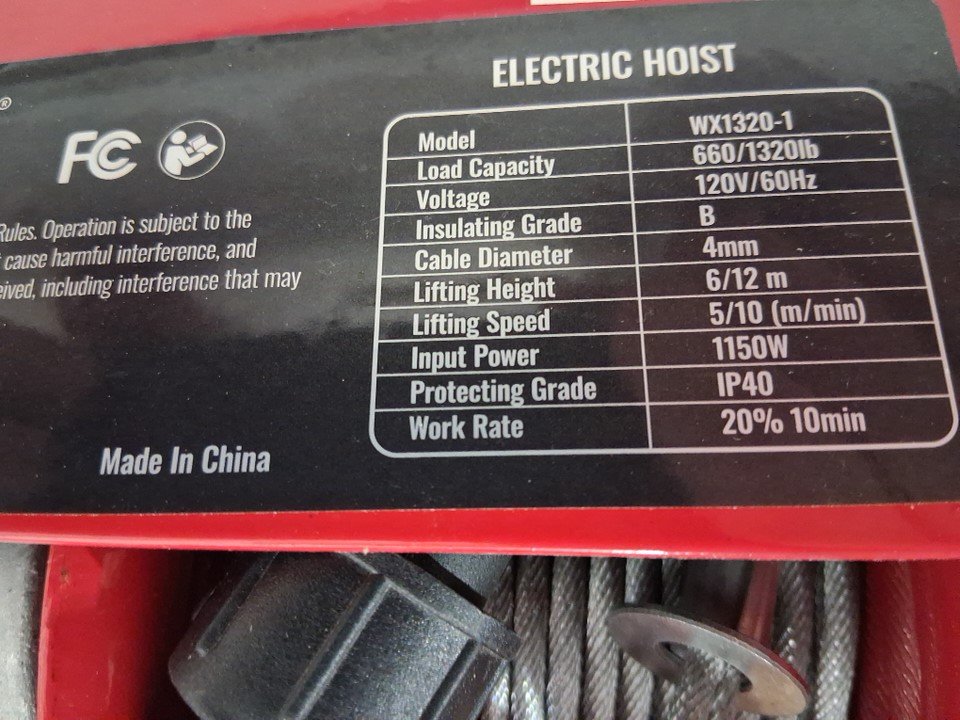 ELECTRIC HOIST
®
FC
Model WX1320-1
Load Capacity 660/1320lb
Voltage 120V/60Hz
Insulating Grade B
Cable Diameter 4mm
Lifting Height 6/12 m
Lifting Speed 5/10 (m/min)
Input Power 1150W
Protecting Grade IP40
Work Rate 20% 10min
Rules. Operation is subject to the
cause harmful interference, and
including interference that may
Made In China